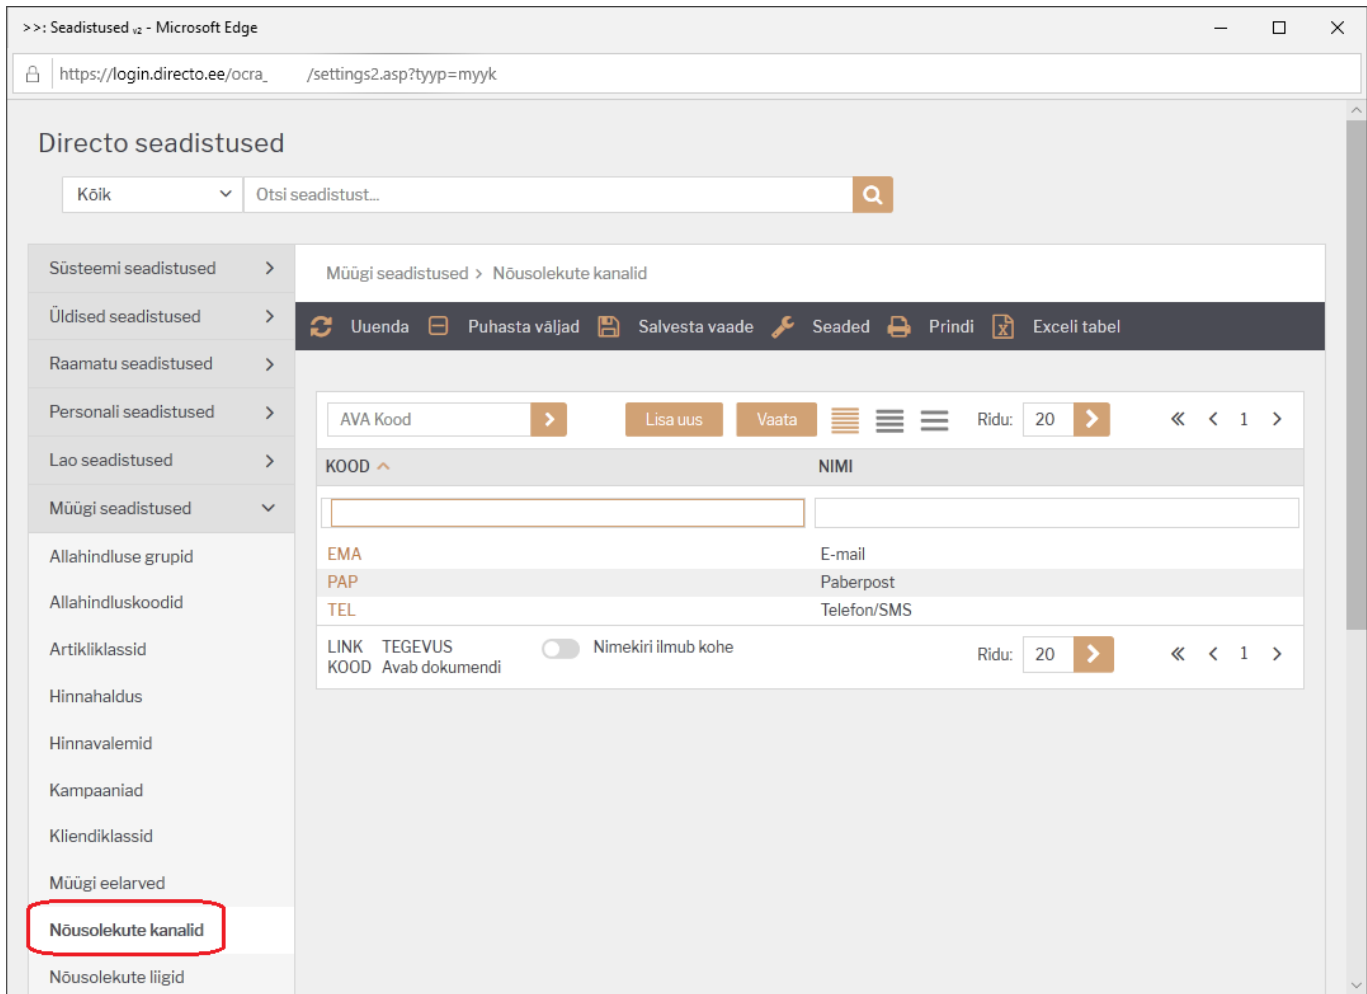 >>: Seadistused v2 - Microsoft Edge
https://login.directo.ee/ocra_ /settings2.asp?tyyp=myyk
Directo seadistused
Kõik Otsi seadistust...
Süsteemi seadistused
Üldised seadistused
Raamatu seadistused
Personali seadistused
Lao seadistused
Müügi seadistused
Allahindluse grupid
Allahindluskoodid
Artikliklassid
Hinnahaldus
Hinnavalemid
Kampaaniad
Kliendiklassid
Müügi eelarved
Nõusolekute kanalid
Nõusolekute liigid
Müügi seadistused > Nõusolekute kanalid
Uuenda Puhasta väljad Salvesta vaade Seaded Prindi Exceli tabel
AVA Kood Lisa uus Vaata Ridu: 20 1
KOOD NIMI
EMA E-mail
PAP Paberpost
TEL Telefon/SMS
LINK TEGEVUS Nimekiri ilmub kohe Ridu: 20 1
KOOD Avab dokumendi